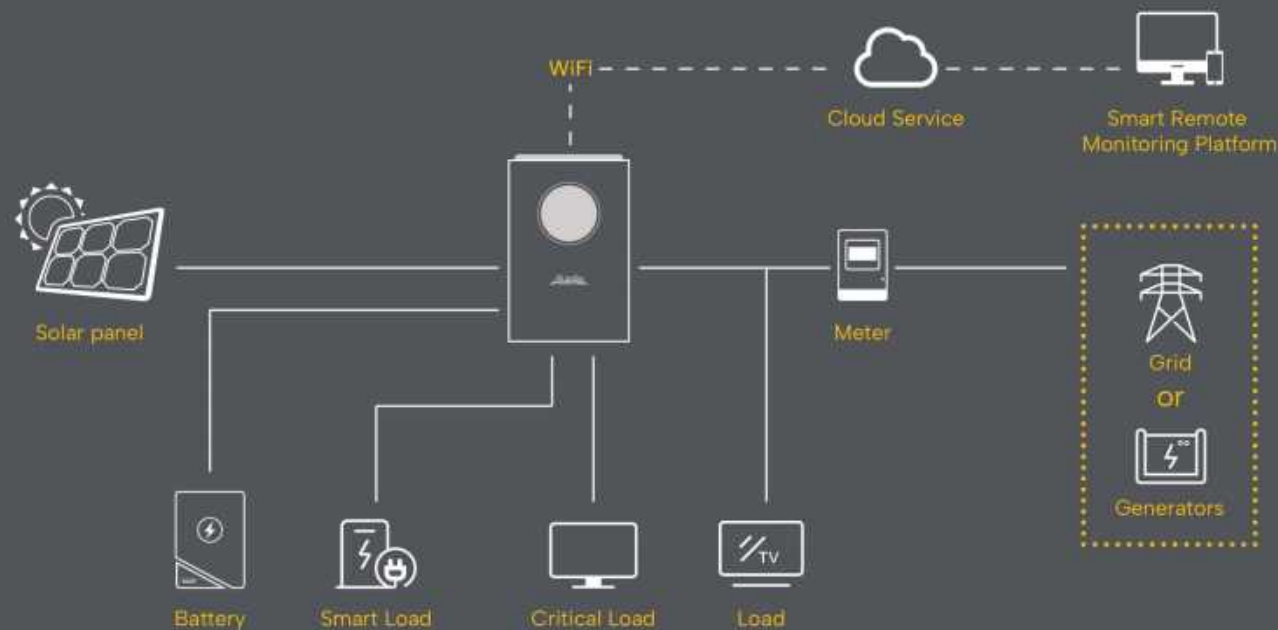 WiFi
Cloud Service
Smart Remote
Monitoring Platform
Solar panel
Meter
Grid
or
Generators
TV
Battery
Smart Load
Critical Load
Load